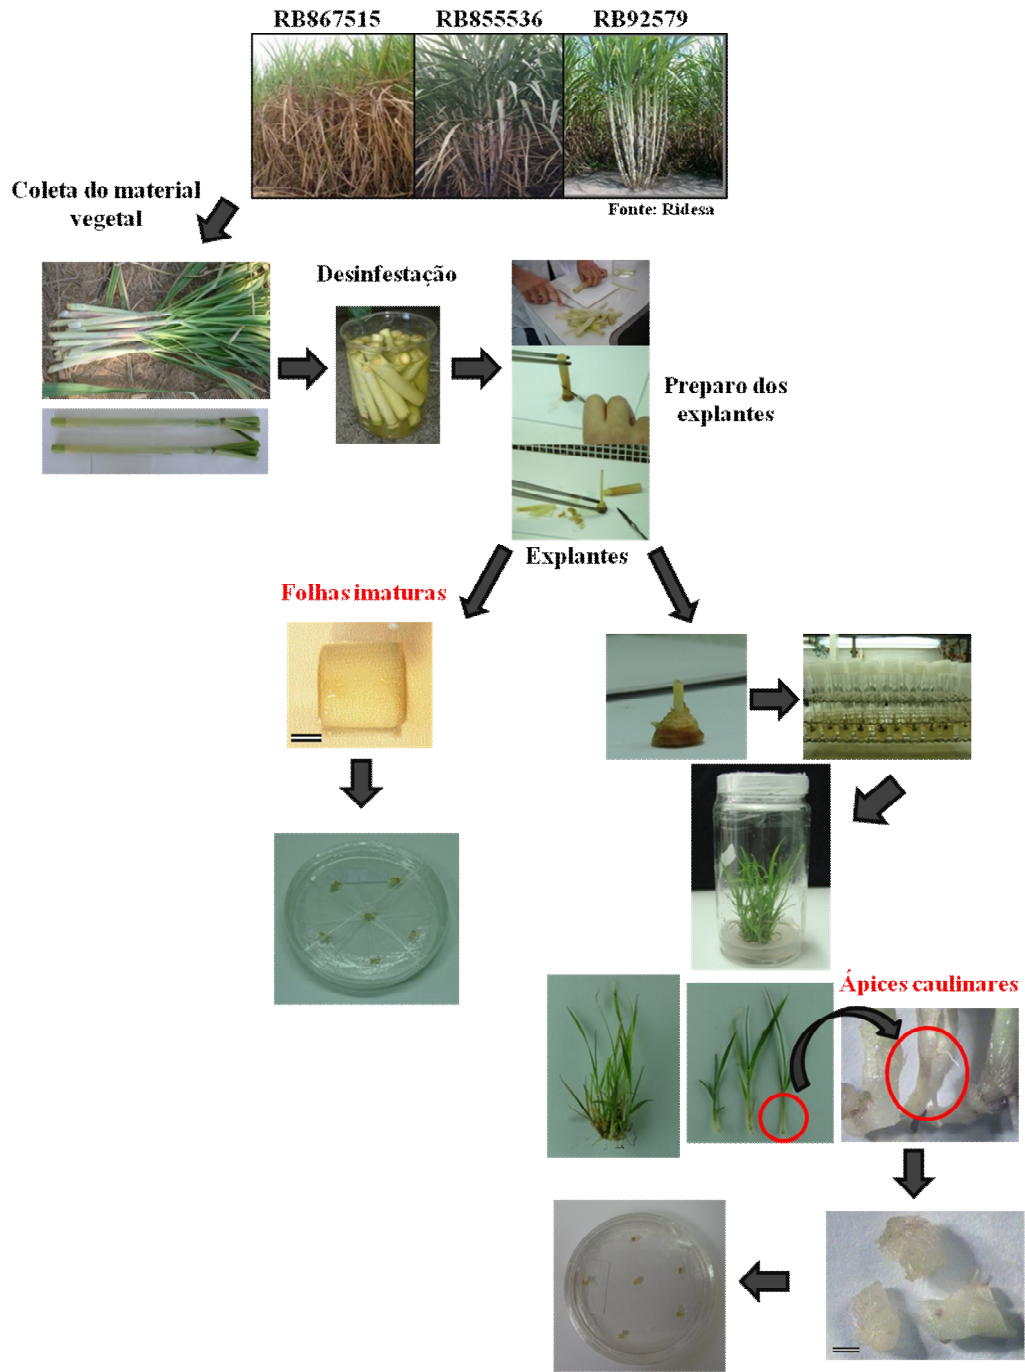 RB867515 RB855536 RB92579
Fonte: Ridesa
Coleta do material
vegetal
Desinfestação
Preparo dos
explantes
Explantes
Folhas imaturas
Ápices caulinares